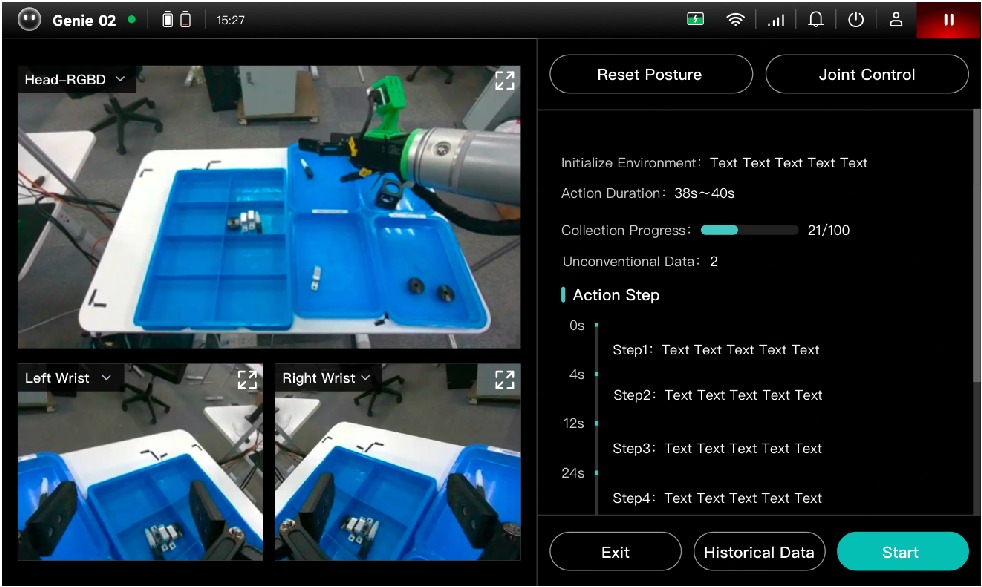 Genie 02
15:27
Head-RGBD
Left Wrist
Right Wrist
Reset Posture
Joint Control
Initialize Environment: Text Text Text Text Text
Action Duration: 38s~40s
Collection Progress: 21/100
Unconventional Data: 2
Action Step
0s
Step1: Text Text Text Text Text
4s
Step2: Text Text Text Text Text
12s
Step3: Text Text Text Text Text
24s
Step4: Text Text Text Text Text
Exit
Historical Data
Start